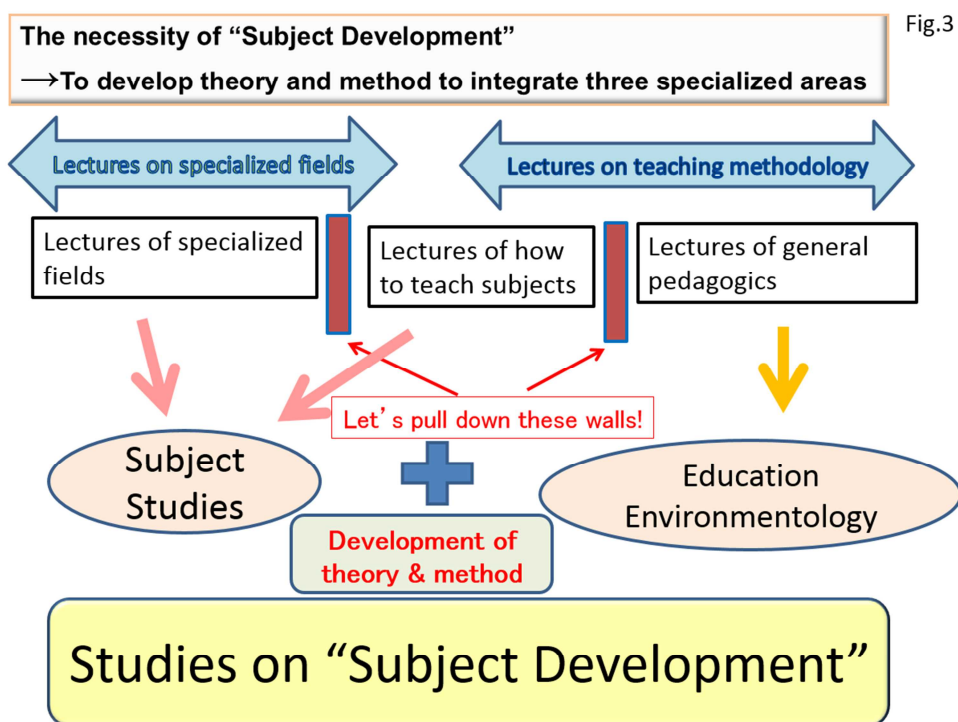 Fig.3
The necessity of “Subject Development”
→To develop theory and method to integrate three specialized areas
Lectures on specialized fields
Lectures on teaching methodology
Lectures of specialized
fields
Lectures of how
to teach subjects
Lectures of general
pedagogics
Let’s pull down these walls!
Subject
Studies
Education
Environmentology
Development of
theory & method
Studies on “Subject Development”